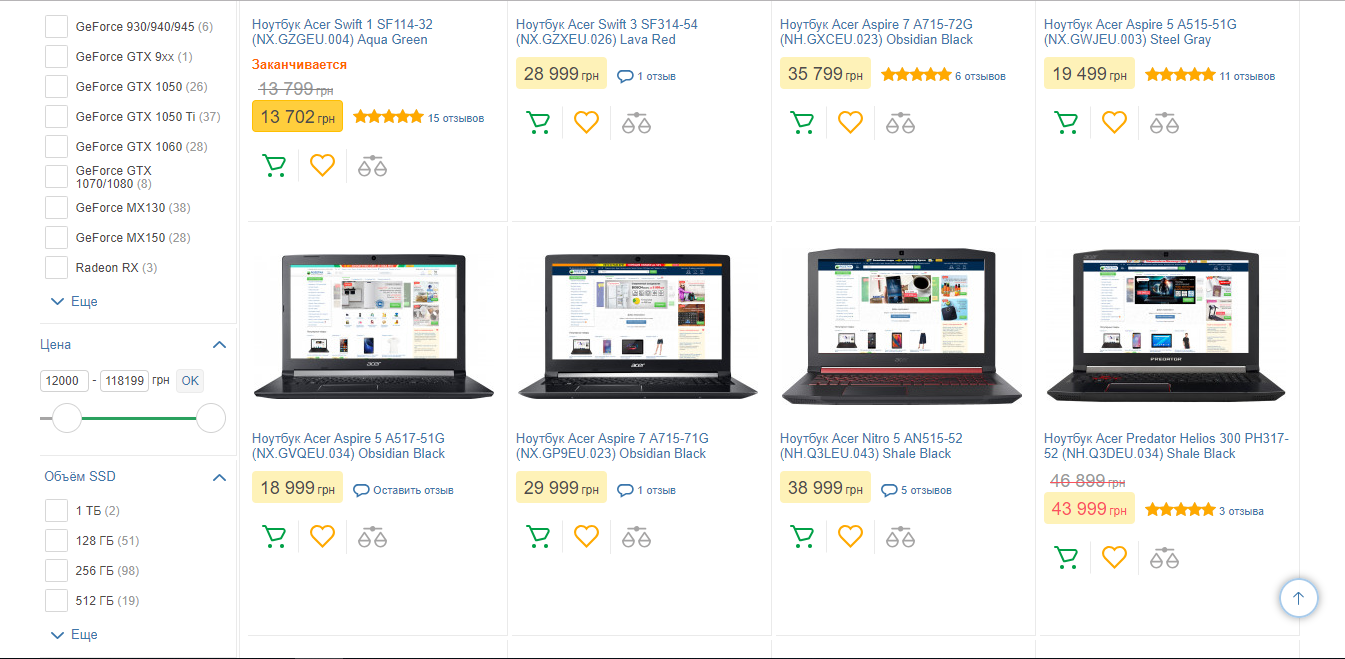 GeForce 930/940/945 (6)
GeForce GTX 9xx (1)
GeForce GTX 1050 (26)
GeForce GTX 1050 Ti (37)
GeForce GTX 1060 (28)
GeForce GTX
1070/1080 (8)
GeForce MX130 (38)
GeForce MX150 (28)
Radeon RX (3)
Еще
Цена
12000 - 118199 грн OK
Объём SSD
1 ТБ (2)
128 ГБ (51)
256 ГБ (98)
512 ГБ (19)
Еще
Ноутбук Acer Swift 1 SF114-32
(NX.GZGEU.004) Aqua Green
Заканчивается
13 799 грн
13 702 грн 15 отзывов
Ноутбук Acer Swift 3 SF314-54
(NX.GZXEU.026) Lava Red
28 999 грн 1 отзыв
Ноутбук Acer Aspire 7 A715-72G
(NH.GXCEU.023) Obsidian Black
35 799 грн 6 отзывов
Ноутбук Acer Aspire 5 A515-51G
(NX.GWJEU.003) Steel Gray
19 499 грн 11 отзывов
acer
Ноутбук Acer Aspire 5 A517-51G
(NX.GVQEU.034) Obsidian Black
18 999 грн Оставить отзыв
acer
Ноутбук Acer Aspire 7 A715-71G
(NX.GP9EU.023) Obsidian Black
29 999 грн 1 отзыв
Ноутбук Acer Nitro 5 AN515-52
(NH.Q3LEU.043) Shale Black
38 999 грн 5 отзывов
PREDATOR
Ноутбук Acer Predator Helios 300 PH317-
52 (NH.Q3DEU.034) Shale Black
46 899 грн
43 999 грн 3 отзыва